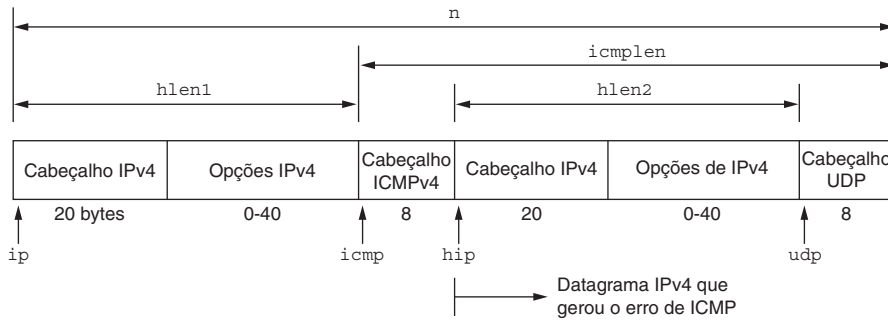 n
icmplen
hlen1
hlen2
Cabeçalho IPv4
Opções IPv4
Cabeçalho
ICMPv4
Cabeçalho IPv4
Opções de IPv4
Cabeçalho
UDP
20 bytes
0-40
8
20
0-40
8
ip
icmp
hip
udp
Datagrama IPv4 que
gerou o erro de ICMP